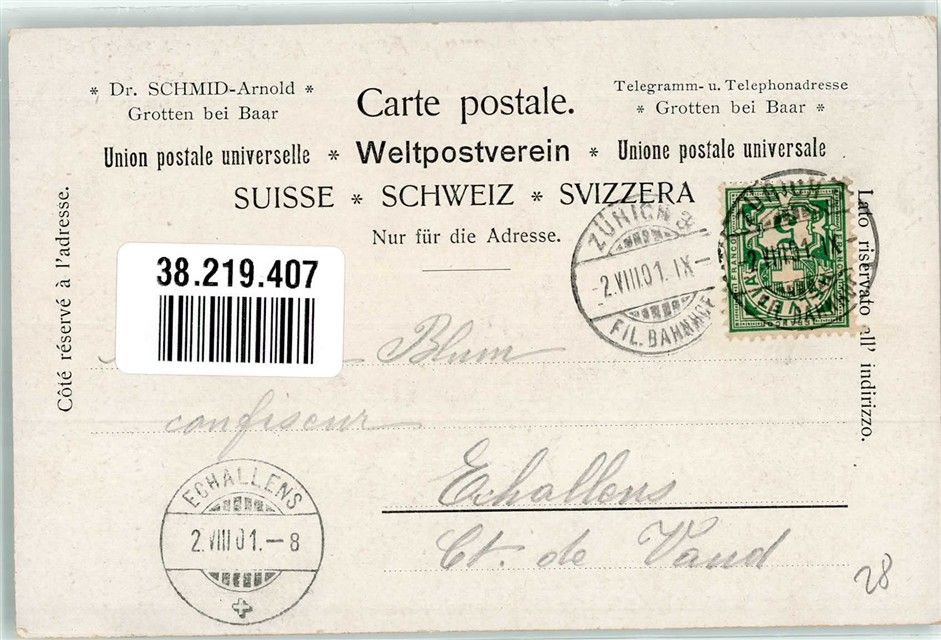 * Dr. SCHMID-Arnold *
Grotten bei Baar
Carte postale.
Telegramm- u. Telephonadresse
* Grotten bei Baar *
Union postale universelle * Weltpostverein * Unione postale universale
SUISSE * SCHWEIZ * SVIZZERA
Nur für die Adresse.
Côté réservé à l'adresse.
Lato riservato all' indirizzo.
38.219.407
ZÜRICH
2.VIII.01.IX-
FIL. BAHNHOF
FRANCO
Blum
confiseur
Echallens
Ct. de Vaud
ECHALLENS
2.VIII 01.-8
28